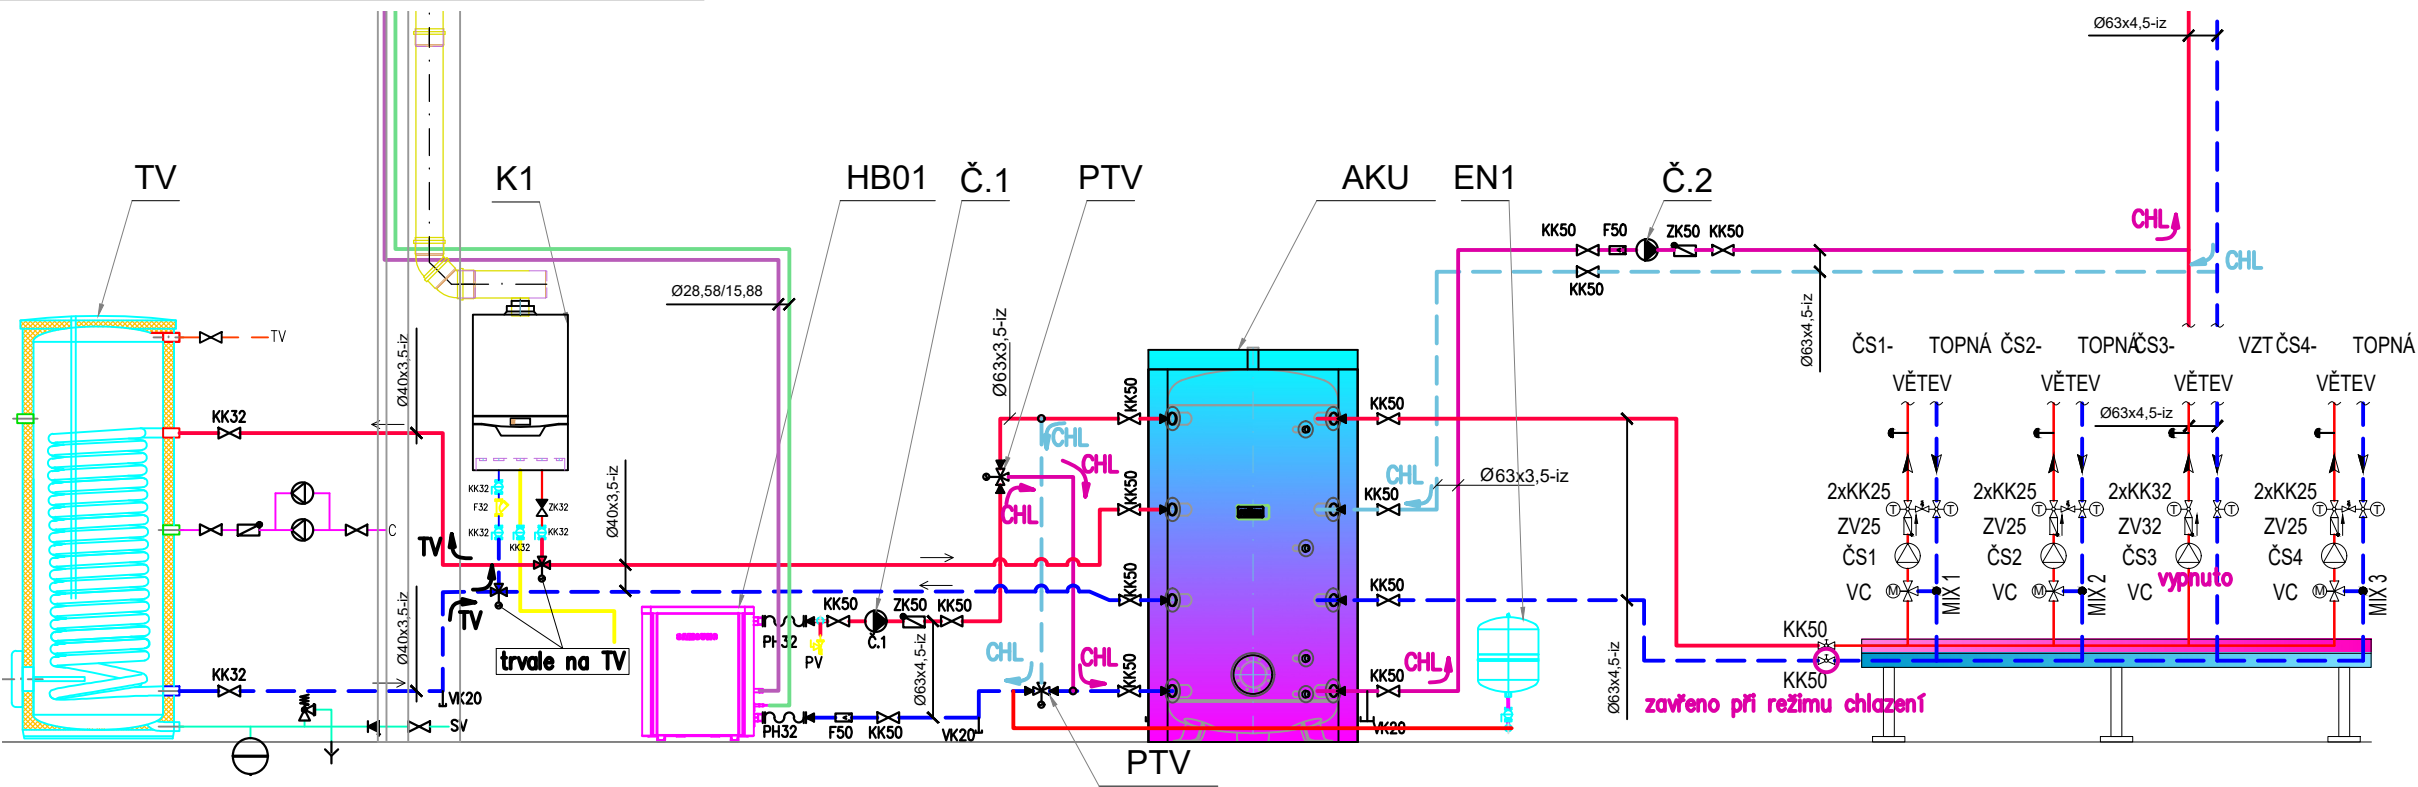 Ø63x4,5-iz
TV
K1
HB01
Č.1
PTV
AKU
EN1
Č.2
CHL
CHL
KK50
F50
ZK50
KK50
KK50
Ø28,58/15,88
Ø63x4,5-iz
Ø63x3,5-iz
TV
Ø40x3,5-iz
KK32
ČS1-
TOPNÁ
VĚTEV
ČS2-
TOPNÁ
VĚTEV
ČS3-
VZT
VĚTEV
ČS4-
TOPNÁ
VĚTEV
Ø63x4,5-iz
KK50
KK50
CHL
CHL
CHL
KK50
KK50
CHL
Ø63x3,5-iz
KK32
F32
ZK32
KK32
KK32
KK32
Ø40x3,5-iz
C
TV
TV
trvale na TV
2xKK25
ZV25
ČS1
VC
M
T
T
MIX 1
2xKK25
ZV25
ČS2
VC
M
T
T
MIX 2
2xKK32
ZV32
ČS3
VC
vypnuto
T
2xKK25
ZV25
ČS4
VC
M
T
T
MIX 3
KK50
KK50
Ø40x3,5-iz
KK32
VK20
SV
PH32
PV
KK50
Č.1
ZK50
KK50
Ø63x4,5-iz
SAMSUNG
PH32
F50
KK50
VK20
CHL
CHL
KK50
KK50
CHL
VK20
Ø63x4,5-iz
KK50
KK50
zavřeno při režimu chlazení
PTV